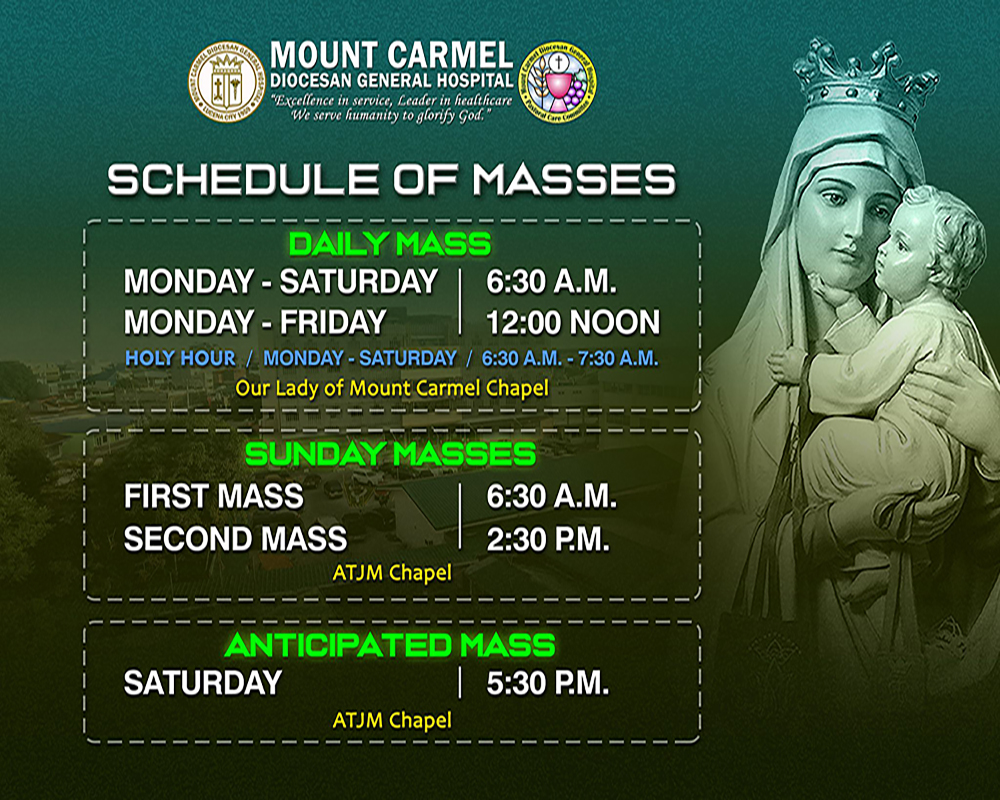 MOUNT CARMEL
DIOCESAN GENERAL HOSPITAL
"Excellence in service, Leader in healthcare
We serve humanity to glorify God."
SCHEDULE OF MASSES
DAILY MASS
MONDAY - SATURDAY | 6:30 A.M.
MONDAY - FRIDAY | 12:00 NOON
HOLY HOUR / MONDAY - SATURDAY / 6:30 A.M. - 7:30 A.M.
Our Lady of Mount Carmel Chapel
SUNDAY MASSES
FIRST MASS | 6:30 A.M.
SECOND MASS | 2:30 P.M.
ATJM Chapel
ANTICIPATED MASS
SATURDAY | 5:30 P.M.
ATJM Chapel